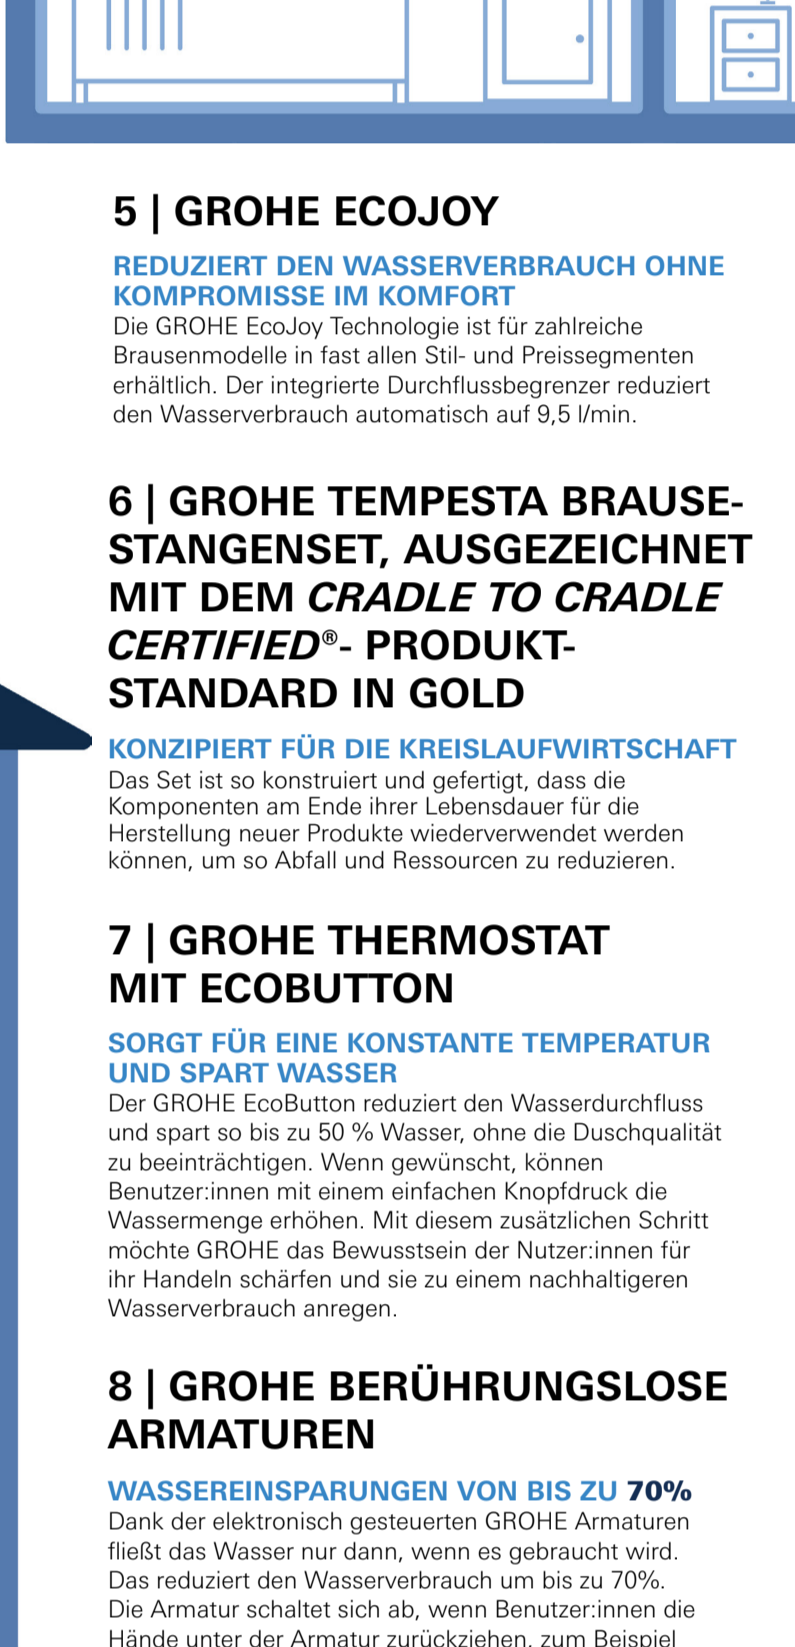 5 | GROHE ECOJOY
REDUZIERT DEN WASSERVERBRAUCH OHNE
KOMPROMISSE IM KOMFORT
Die GROHE EcoJoy Technologie ist für zahlreiche
Brausenmodelle in fast allen Stil- und Preissegmenten
erhältlich. Der integrierte Durchflussbegrenzer reduziert
den Wasserverbrauch automatisch auf 9,5 l/min.
6 | GROHE TEMPESTA BRAUSE-
STANGENSET, AUSGEZEICHNET
MIT DEM CRADLE TO CRADLE
CERTIFIED®- PRODUKT-
STANDARD IN GOLD
KONZIPIERT FÜR DIE KREISLAUFWIRTSCHAFT
Das Set ist so konstruiert und gefertigt, dass die
Komponenten am Ende ihrer Lebensdauer für die
Herstellung neuer Produkte wiederverwendet werden
können, um so Abfall und Ressourcen zu reduzieren.
7 | GROHE THERMOSTAT
MIT ECOBUTTON
SORGT FÜR EINE KONSTANTE TEMPERATUR
UND SPART WASSER
Der GROHE EcoButton reduziert den Wasserdurchfluss
und spart so bis zu 50 % Wasser, ohne die Duschqualität
zu beeinträchtigen. Wenn gewünscht, können
Benutzer:innen mit einem einfachen Knopfdruck die
Wassermenge erhöhen. Mit diesem zusätzlichen Schritt
möchte GROHE das Bewusstsein der Nutzer:innen für
ihr Handeln schärfen und sie zu einem nachhaltigeren
Wasserverbrauch anregen.
8 | GROHE BERÜHRUNGSLOSE
ARMATUREN
WASSEREINSPARUNGEN VON BIS ZU 70%
Dank der elektronisch gesteuerten GROHE Armaturen
fließt das Wasser nur dann, wenn es gebraucht wird.
Das reduziert den Wasserverbrauch um bis zu 70%.
Die Armatur schaltet sich ab, wenn Benutzer:innen die
Hände unter der Armatur zurückziehen, zum Beispiel